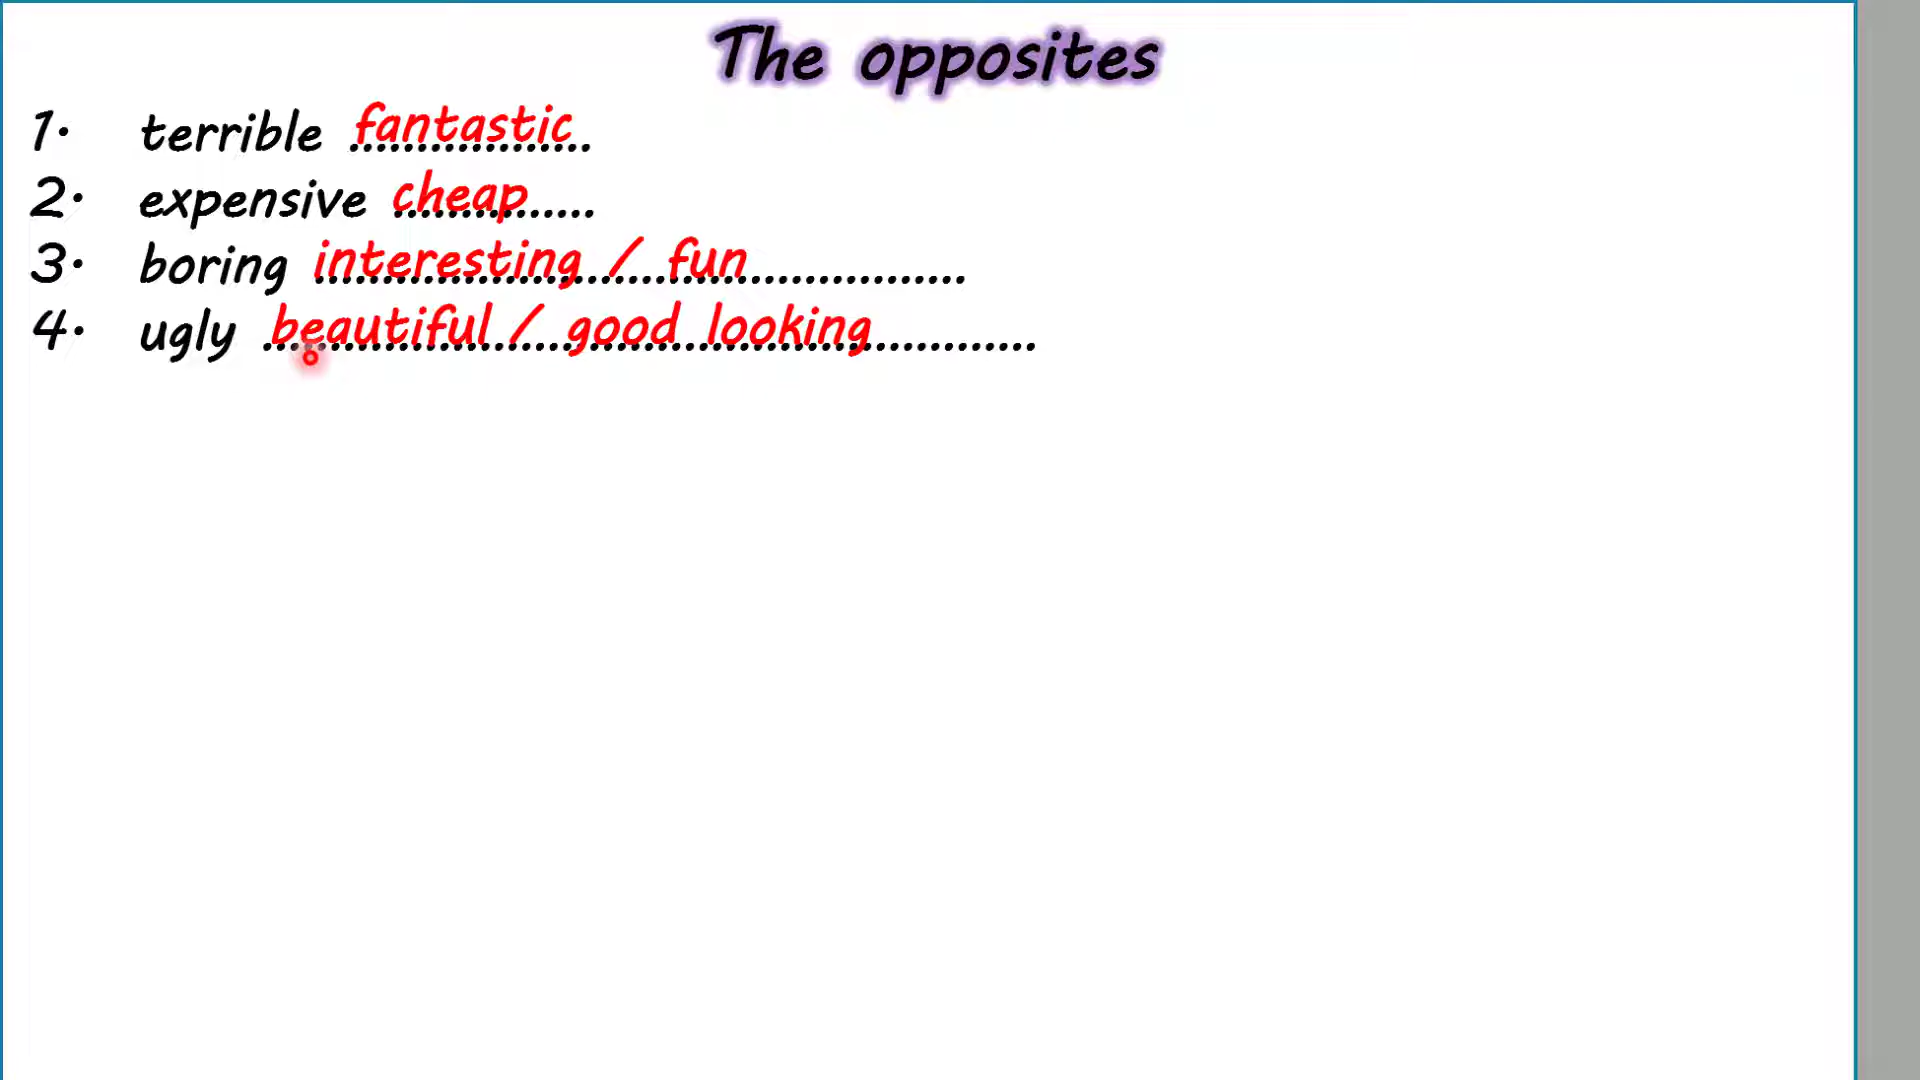 The opposites
1. terrible fantastic
2. expensive cheap
3. boring interesting / fun
4. ugly beautiful / good looking